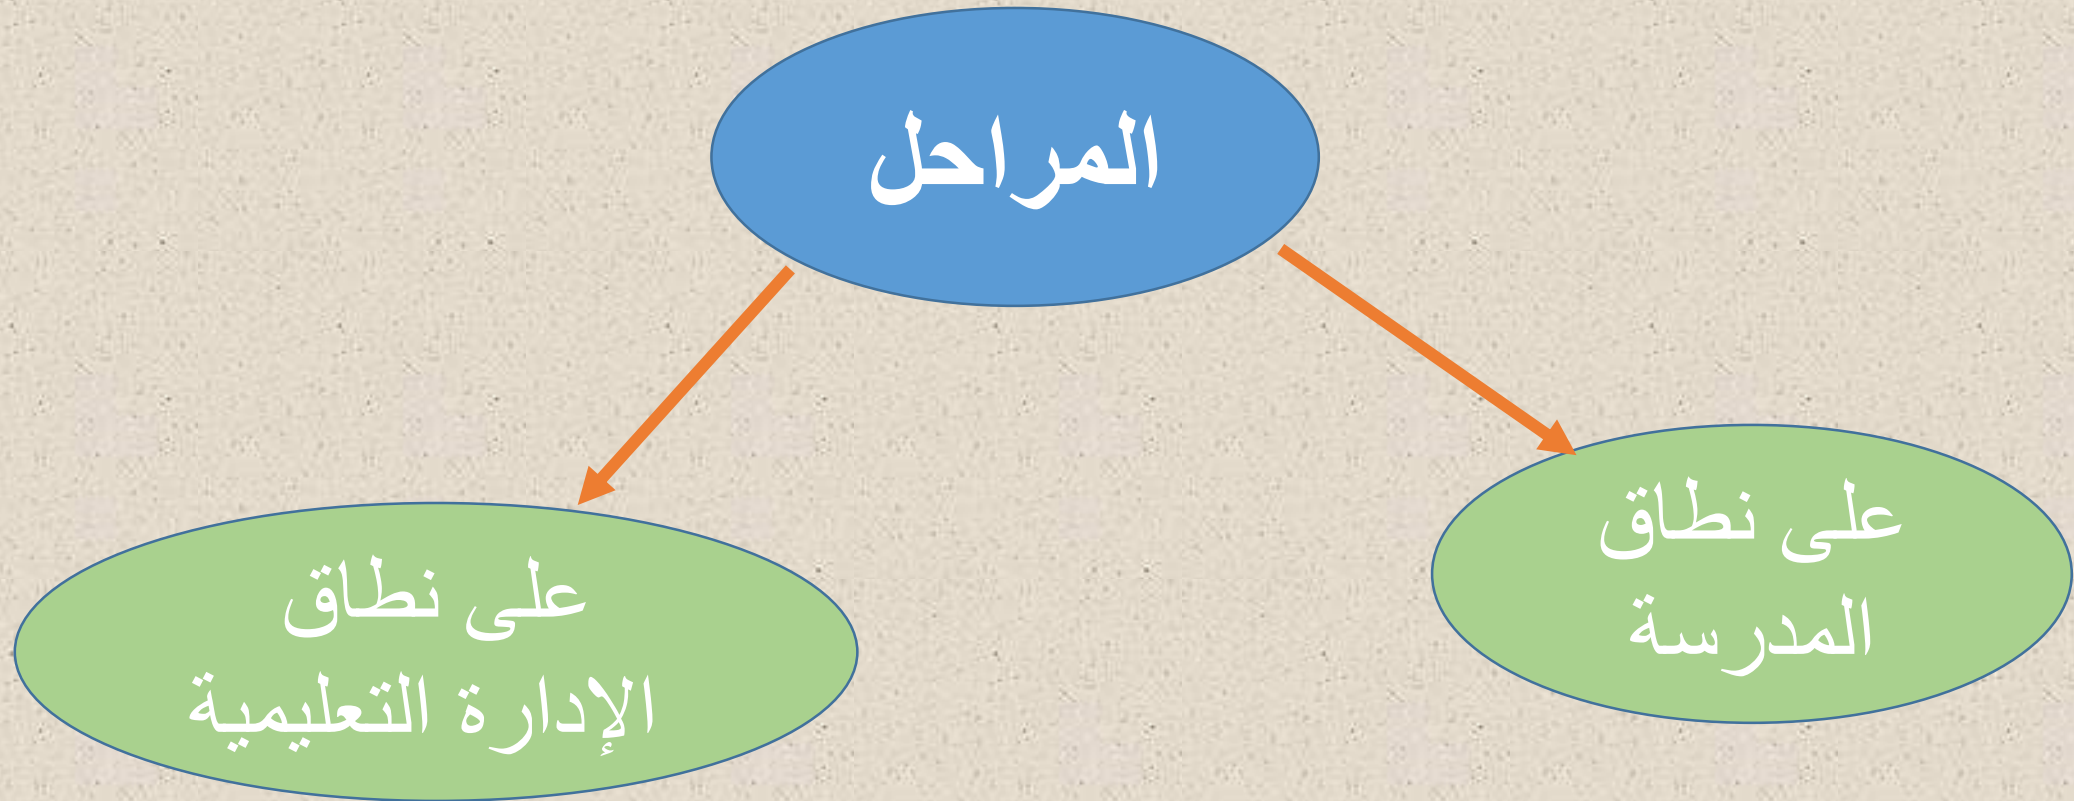 المراحل
على نطاق
المدرسة
على نطاق
الإدارة التعليمية